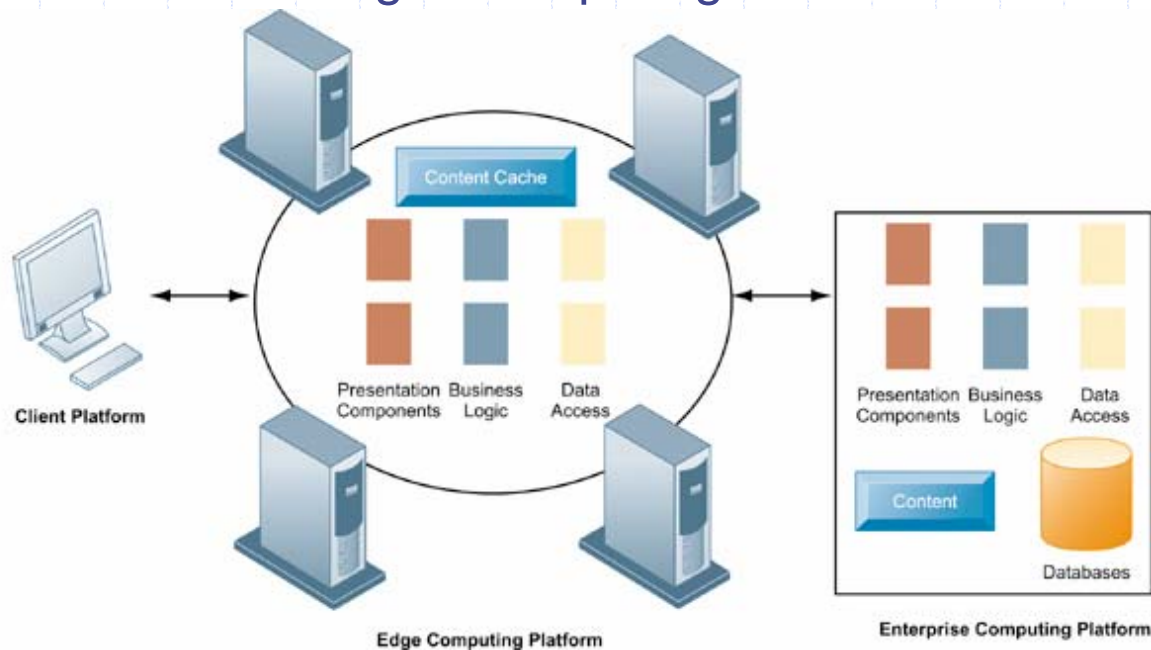 Content Cache
Presentation Components
Business Logic
Data Access
Client Platform
Edge Computing Platform
Presentation Components
Business Logic
Data Access
Content
Databases
Enterprise Computing Platform